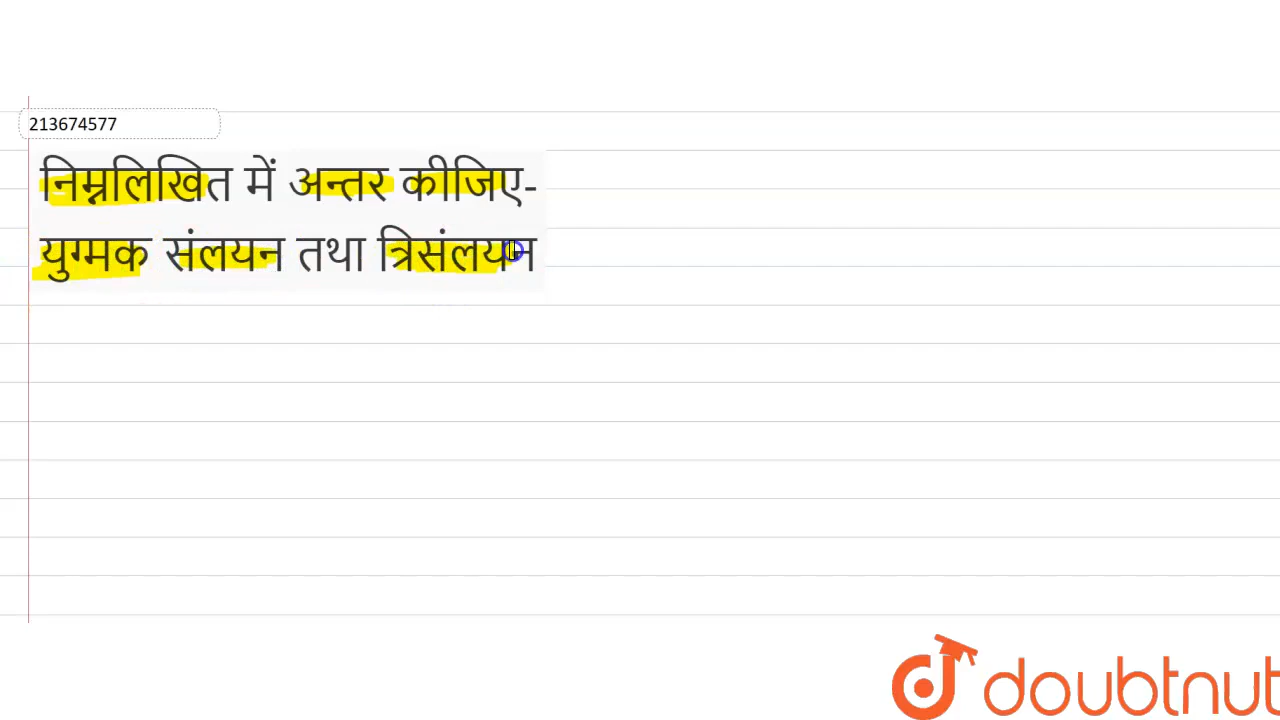 213674577
निम्नलिखित में अन्तर कीजिए-
युग्मक संलयन तथा त्रिसंलयन
doubtnut